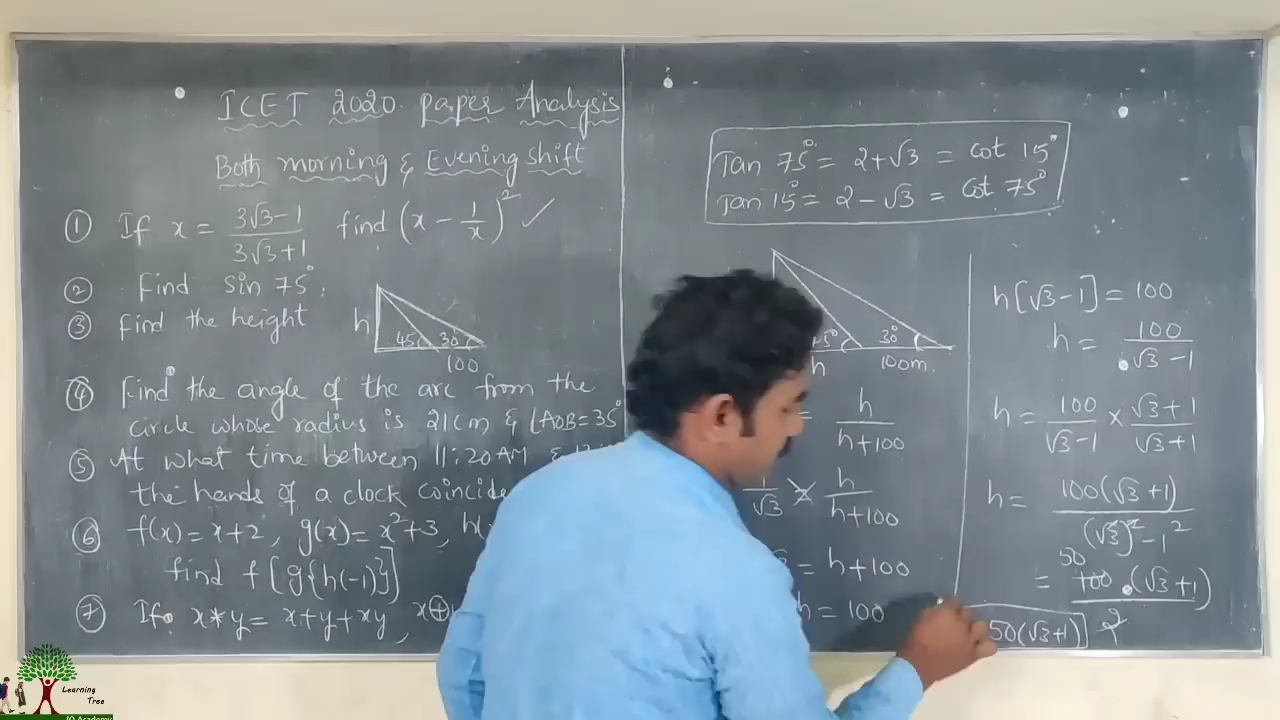 ICET 2020 paper Analysis
Both morning & Evening shift
① If x = (3√3-1)/(3√3+1) find (x - 1/x)² ✓
② Find sin 75°.
③ find the height
h 45° 30°
100
④ Find the angle of the arc from the
circle whose radius is 21cm & ∠AOB=35°
⑤ At what time between 11:20AM &
the hands of a clock coincide
⑥ f(x) = x+2, g(x) = x²+3,
find f[g{h(-1)}]
⑦ If x*y = x+y+xy,
Tan 75° = 2+√3 = cot 15°
Tan 15° = 2-√3 = cot 75°
30°
h 100m.
= h/(h+100)
1/√3 × h/(h+100)
= h+100
h = 100
h[√3-1] = 100
h = 100/(√3-1)
h = 100/(√3-1) × (√3+1)/(√3+1)
h = 100(√3+1)/((√3)²-1²)
50
= 100.(√3+1)/2
50(√3+1)
Learning
Tree
IQ Academy